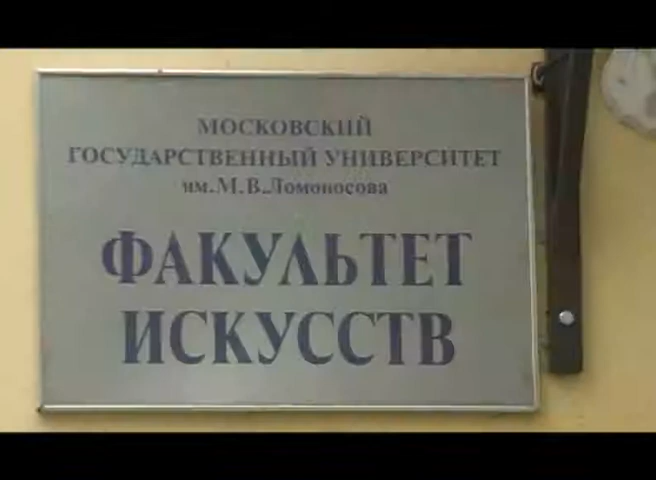 МОСКОВСКИЙ
ГОСУДАРСТВЕННЫЙ УНИВЕРСИТЕТ
им.М.В.Ломоносова
ФАКУЛЬТЕТ
ИСКУССТВ